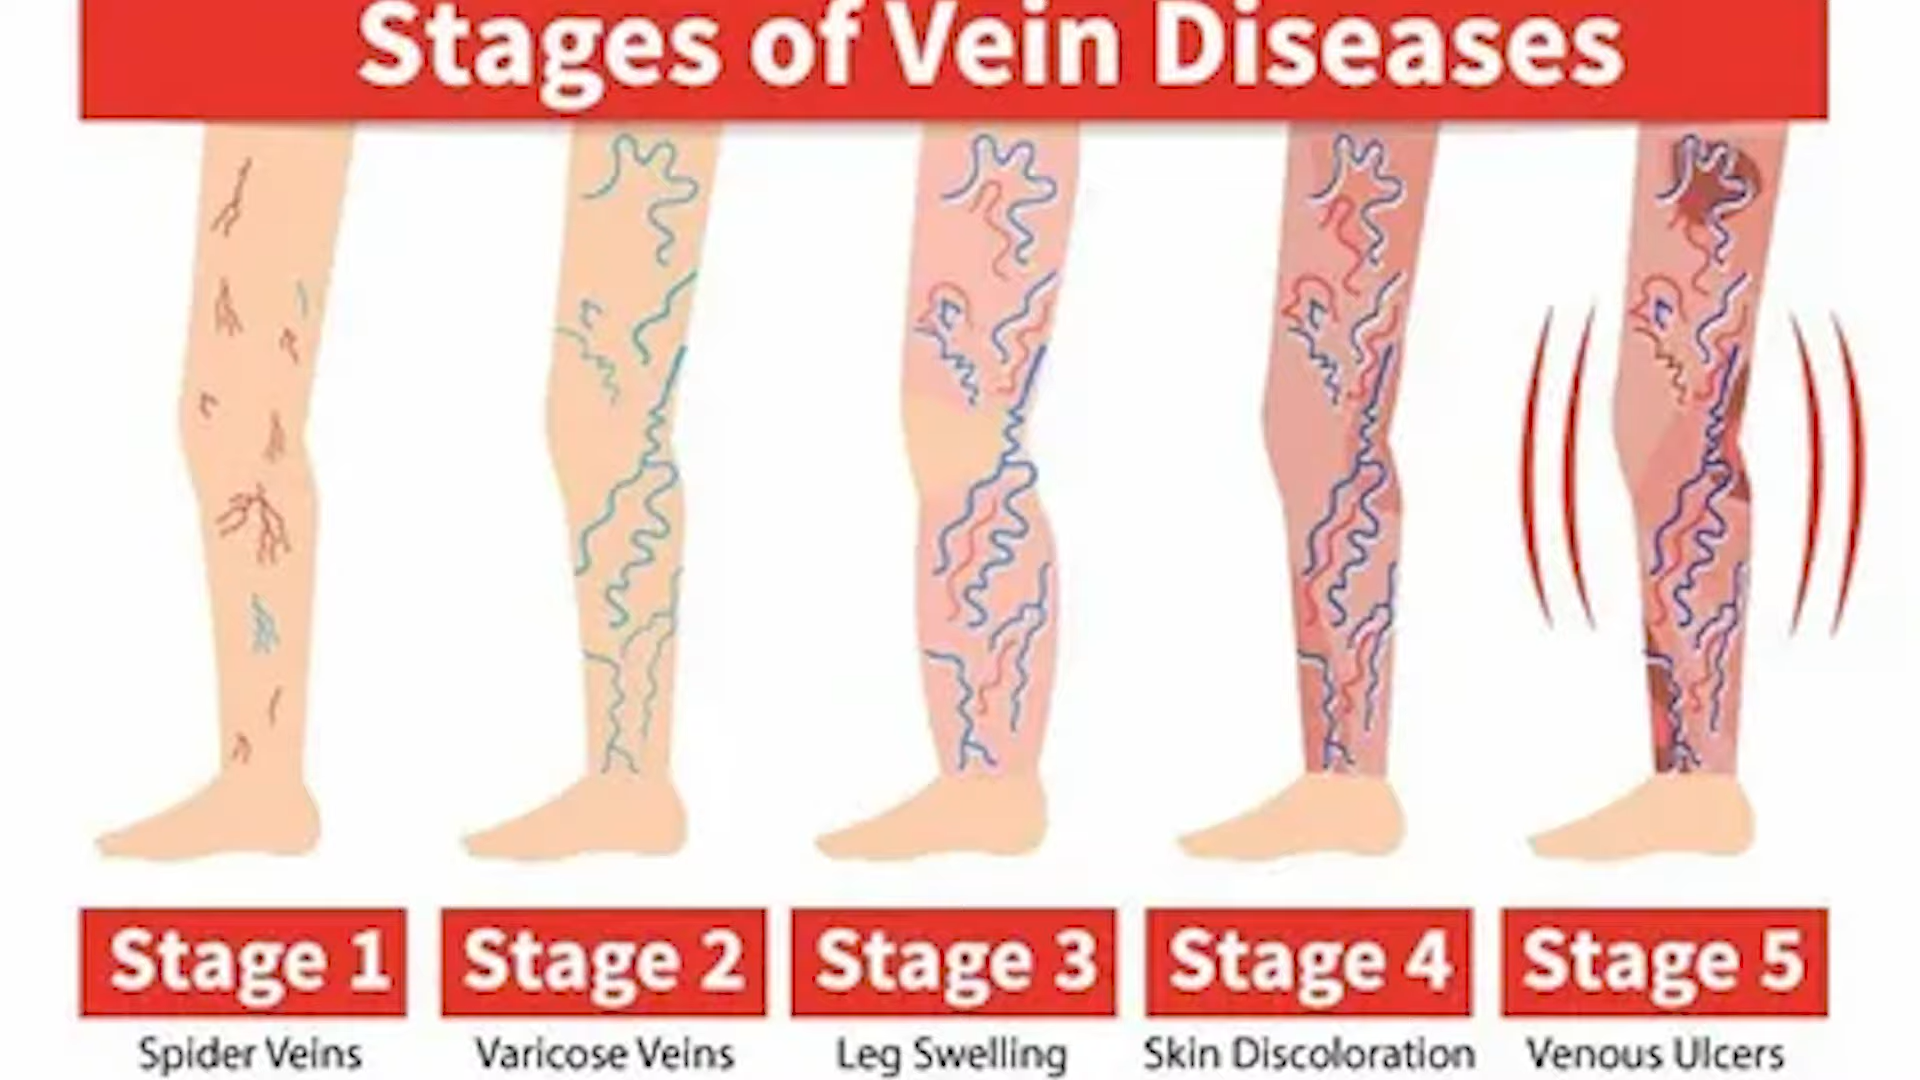 Stages of Vein Diseases
Stage 1
Stage 2
Stage 3
Stage 4
Stage 5
Spider Veins
Varicose Veins
Leg Swelling
Skin Discoloration
Venous Ulcers